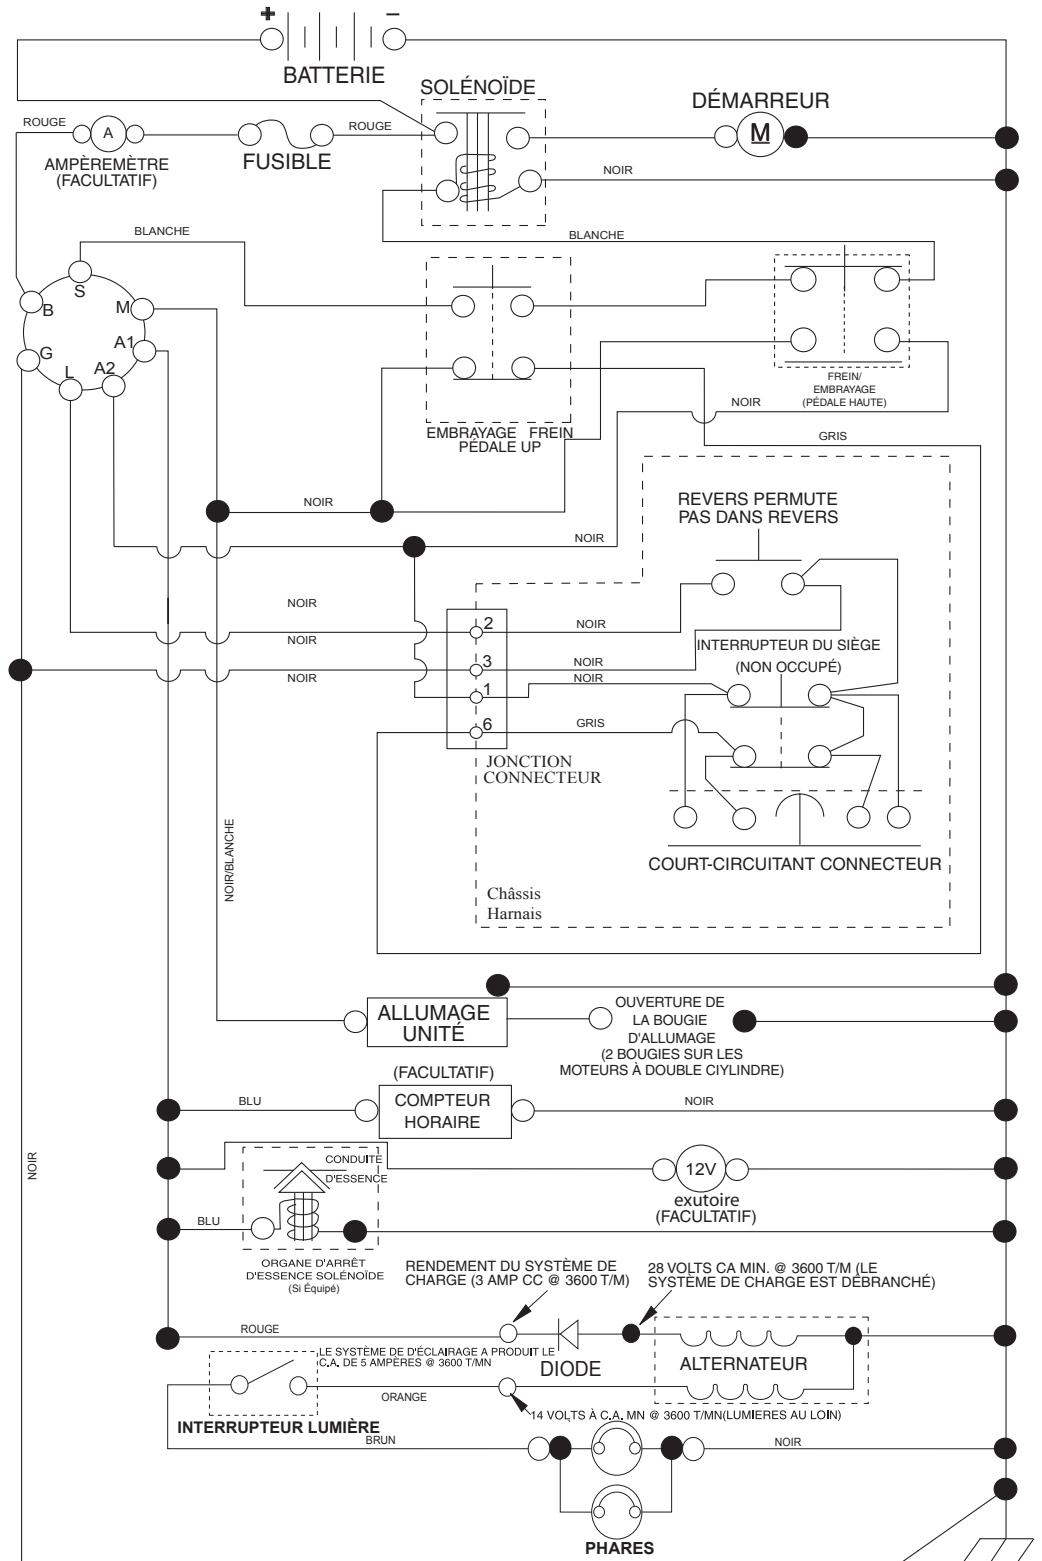 +
−
BATTERIE
SOLÉNOÏDE
DÉMARREUR
ROUGE
A
ROUGE
M
AMPÈREMÈTRE
(FACULTATIF)
FUSIBLE
NOIR
BLANCHE
BLANCHE
S
B
M
G
A1
L
A2
FREIN/
EMBRAYAGE
(PÉDALE HAUTE)
NOIR
EMBRAYAGE FREIN
PÉDALE UP
GRIS
NOIR
REVERS PERMUTE
PAS DANS REVERS
NOIR
NOIR
2
NOIR
NOIR
INTERRUPTEUR DU SIÈGE
(NON OCCUPÉ)
3
NOIR
NOIR
NOIR
1
6
GRIS
JONCTION
CONNECTEUR
NOIR/BLANCHE
COURT-CIRCUITANT CONNECTEUR
Châssis
Harnais
ALLUMAGE
UNITÉ
OUVERTURE DE
LA BOUGIE
D'ALLUMAGE
(2 BOUGIES SUR LES
MOTEURS À DOUBLE CIYLINDRE)
(FACULTATIF)
COMPTEUR
HORAIRE
BLU
NOIR
NOIR
CONDUITE
D'ESSENCE
12V
exutoire
(FACULTATIF)
BLU
ORGANE D'ARRÊT
D'ESSENCE SOLÉNOÏDE
(Si Équipé)
RENDEMENT DU SYSTÈME DE
CHARGE (3 AMP CC @ 3600 T/M)
28 VOLTS CA MIN. @ 3600 T/M (LE
SYSTÈME DE CHARGE EST DÉBRANCHÉ)
ROUGE
DIODE
ALTERNATEUR
LE SYSTÈME DE D'ÉCLAIRAGE A PRODUIT LE
C.A. DE 5 AMPÈRES @ 3600 T/MN
ORANGE
14 VOLTS À C.A. MN @ 3600 T/MN(LUMIERES AU LOIN)
INTERRUPTEUR LUMIÈRE
BRUN
NOIR
PHARES